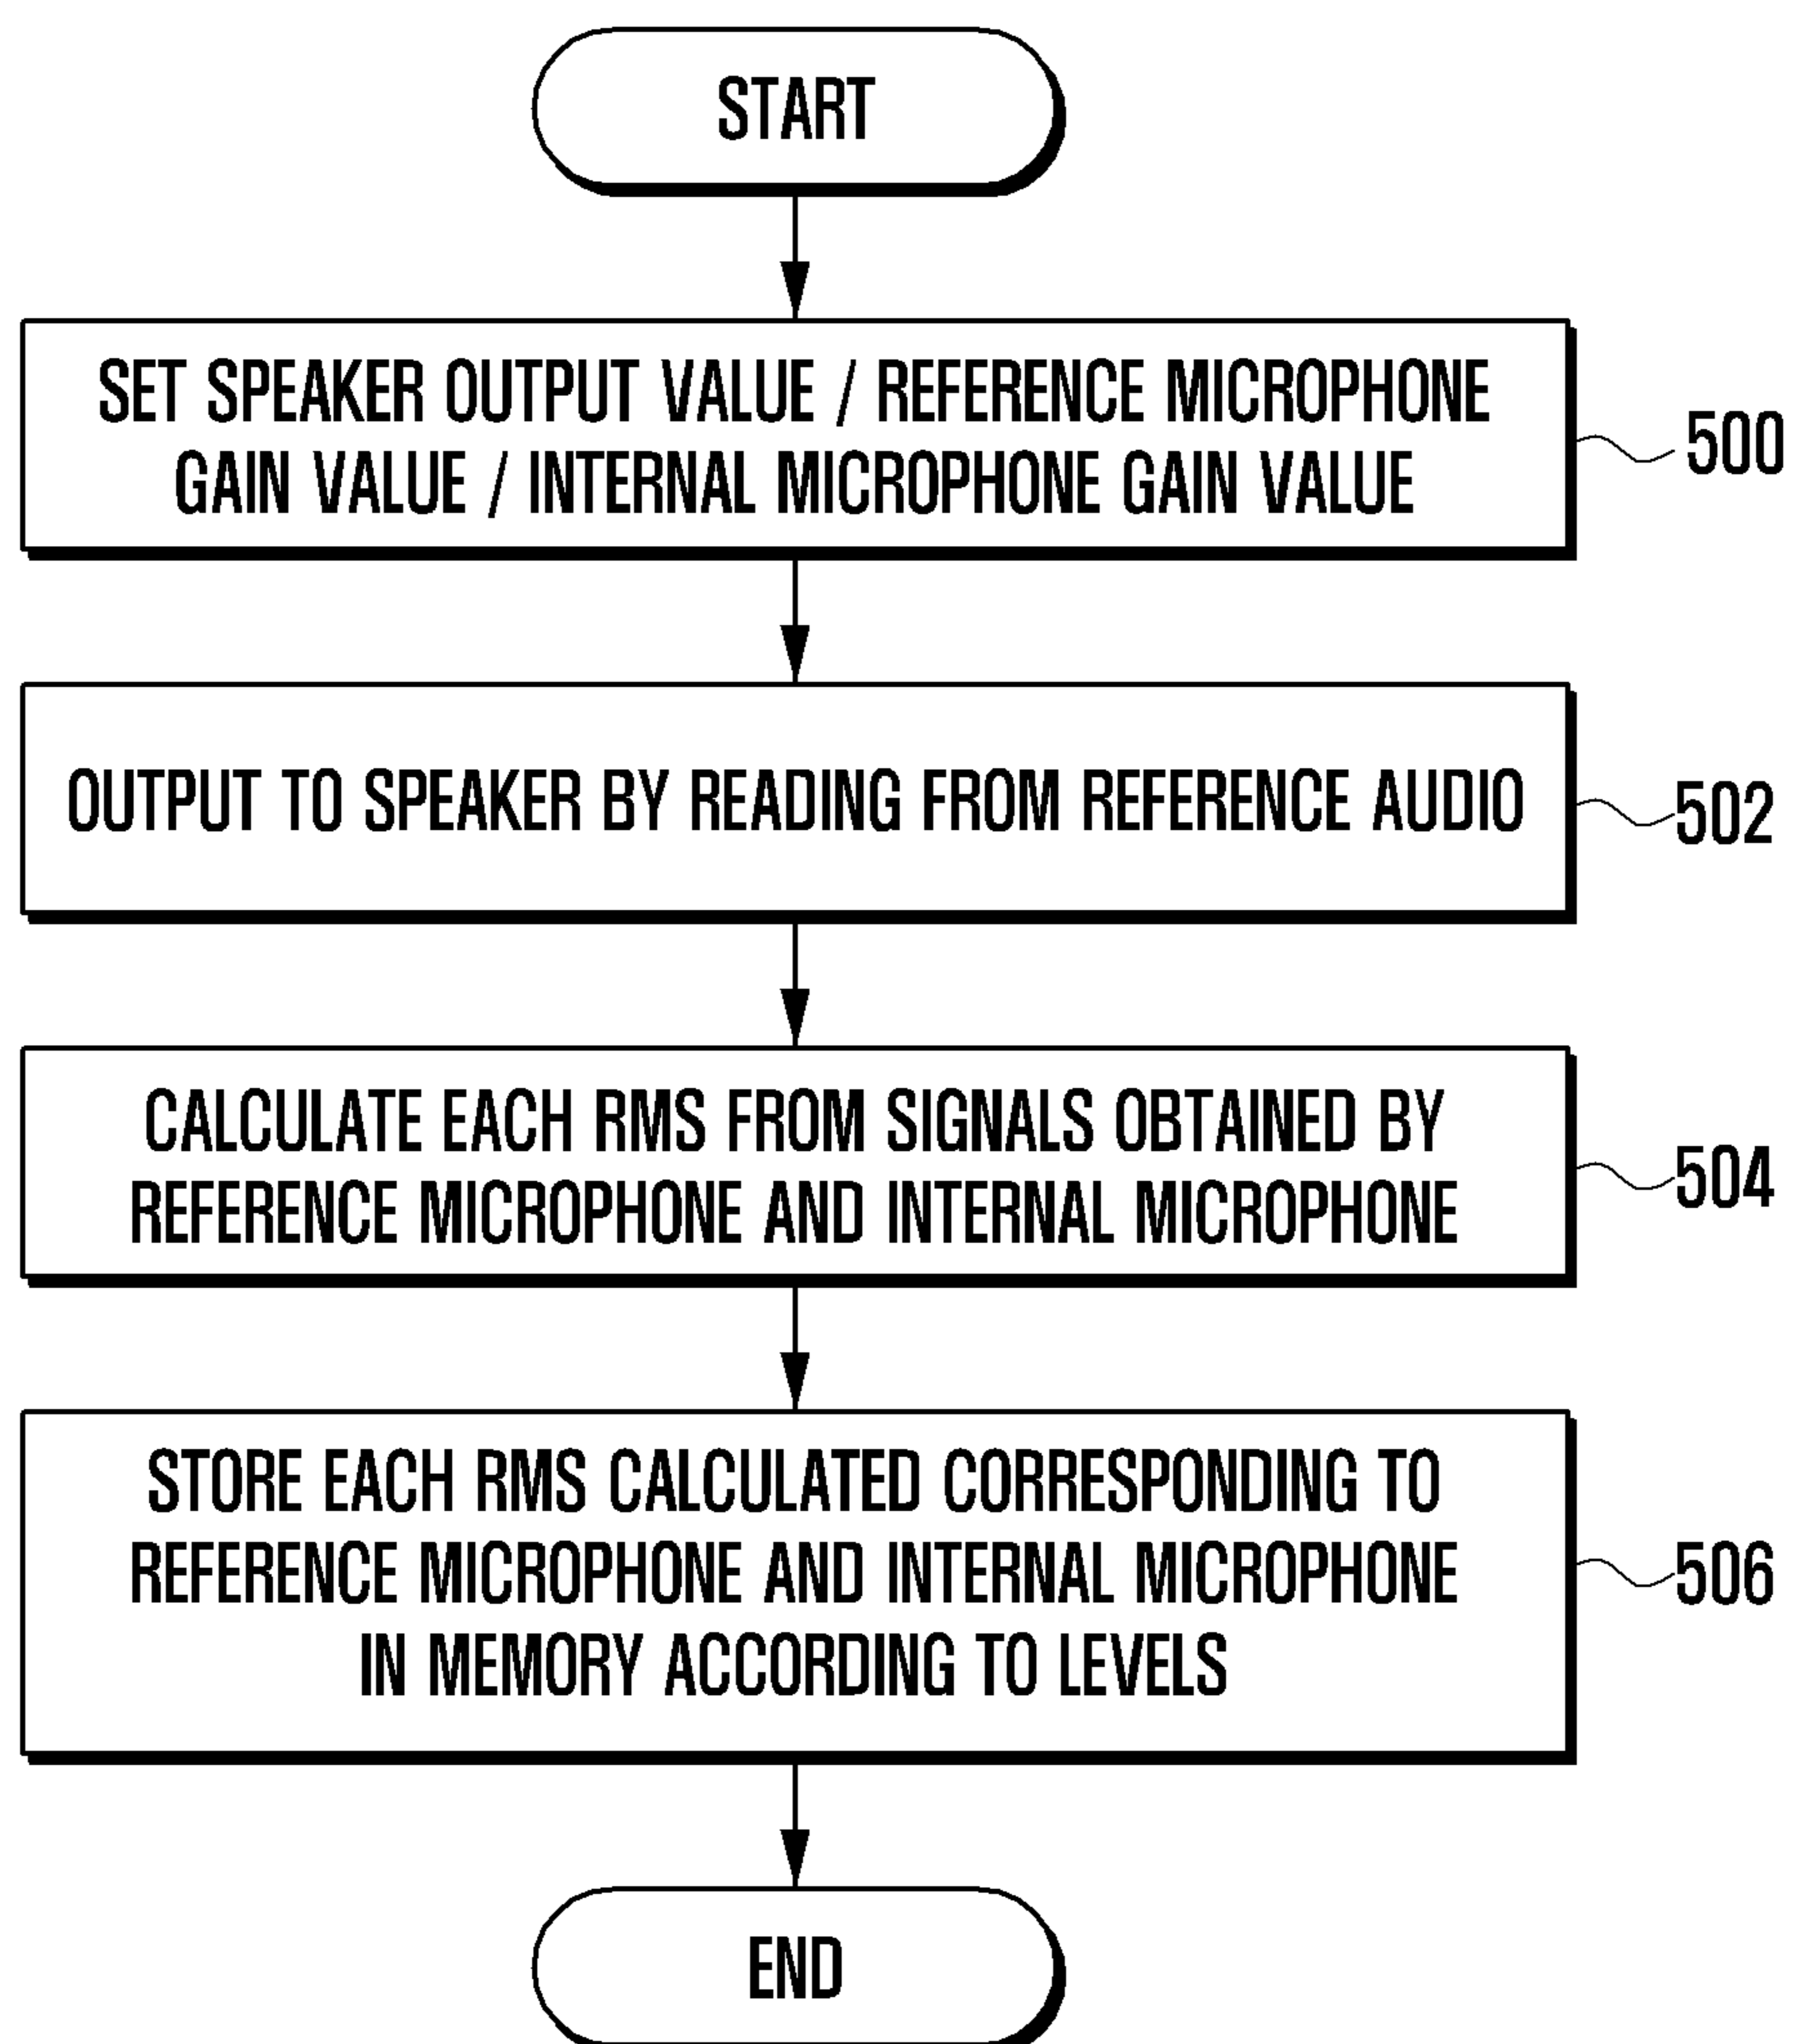 START
SET SPEAKER OUTPUT VALUE / REFERENCE MICROPHONE
GAIN VALUE / INTERNAL MICROPHONE GAIN VALUE
500
OUTPUT TO SPEAKER BY READING FROM REFERENCE AUDIO
502
CALCULATE EACH RMS FROM SIGNALS OBTAINED BY
REFERENCE MICROPHONE AND INTERNAL MICROPHONE
504
STORE EACH RMS CALCULATED CORRESPONDING TO
REFERENCE MICROPHONE AND INTERNAL MICROPHONE
IN MEMORY ACCORDING TO LEVELS
506
END